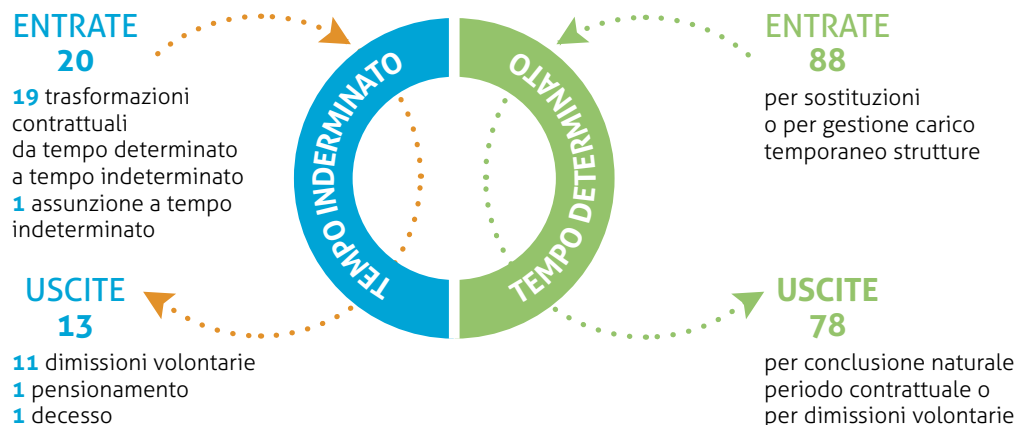 ENTRATE
20
19 trasformazioni
contrattuali
da tempo determinato
a tempo indeterminato
1 assunzione a tempo
indeterminato
USCITE
13
11 dimissioni volontarie
1 pensionamento
1 decesso
TEMPO INDERMINATO
TEMPO DETERMINATO
ENTRATE
88
per sostituzioni
o per gestione carico
temporaneo strutture
USCITE
78
per conclusione naturale
periodo contrattuale o
per dimissioni volontarie